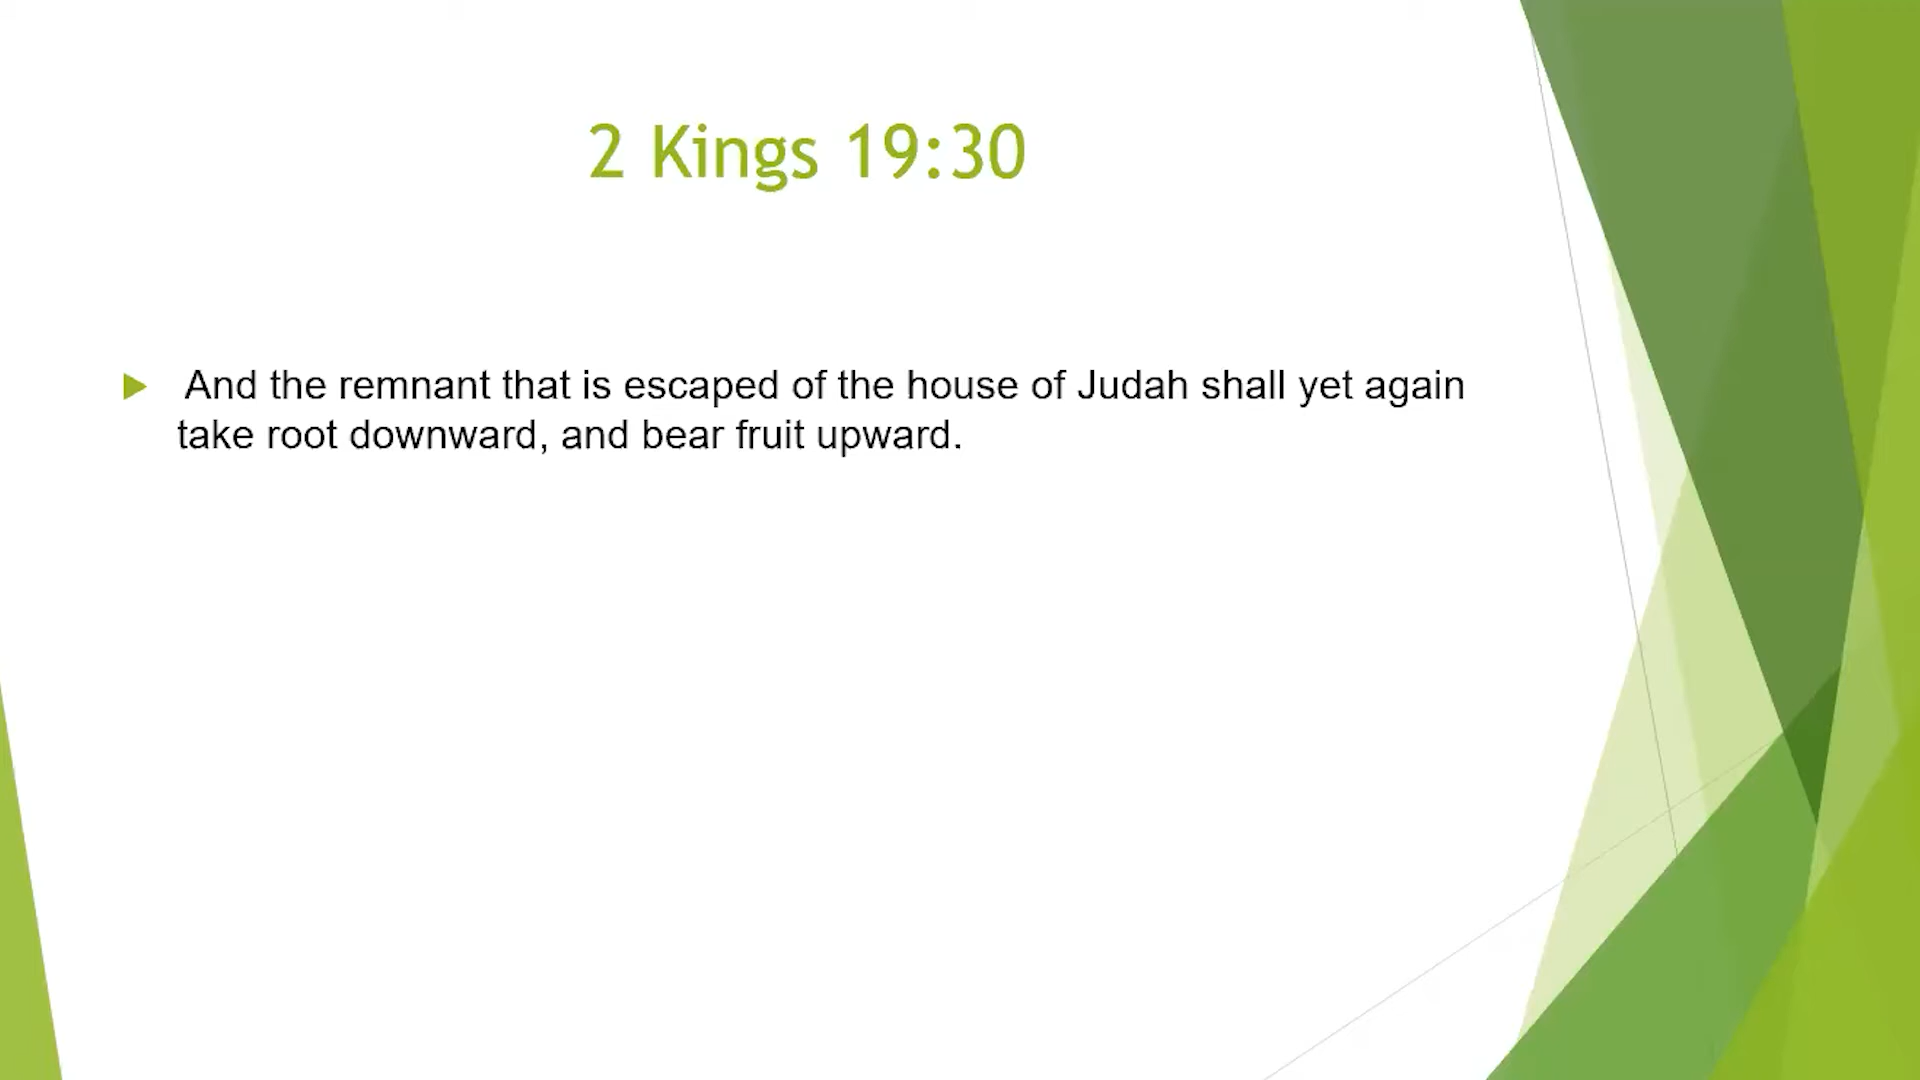 2 Kings 19:30
And the remnant that is escaped of the house of Judah shall yet again
take root downward, and bear fruit upward.